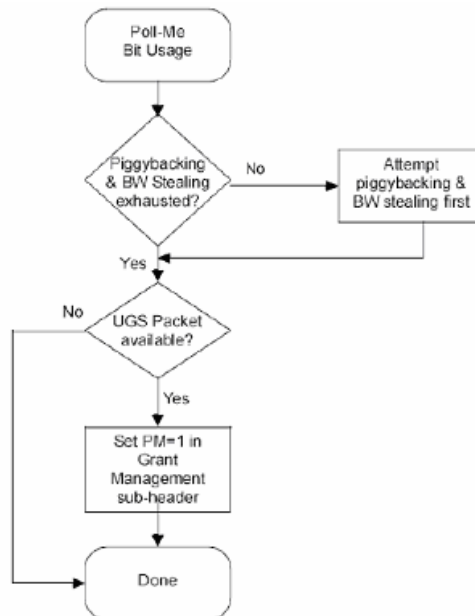 Poll-Me
Bit Usage
Piggybacking
& BW Stealing
exhausted?
No
Attempt
piggybacking &
BW stealing first
Yes
No
UGS Packet
available?
Yes
Set PM=1 in
Grant
Management
sub-header
Done